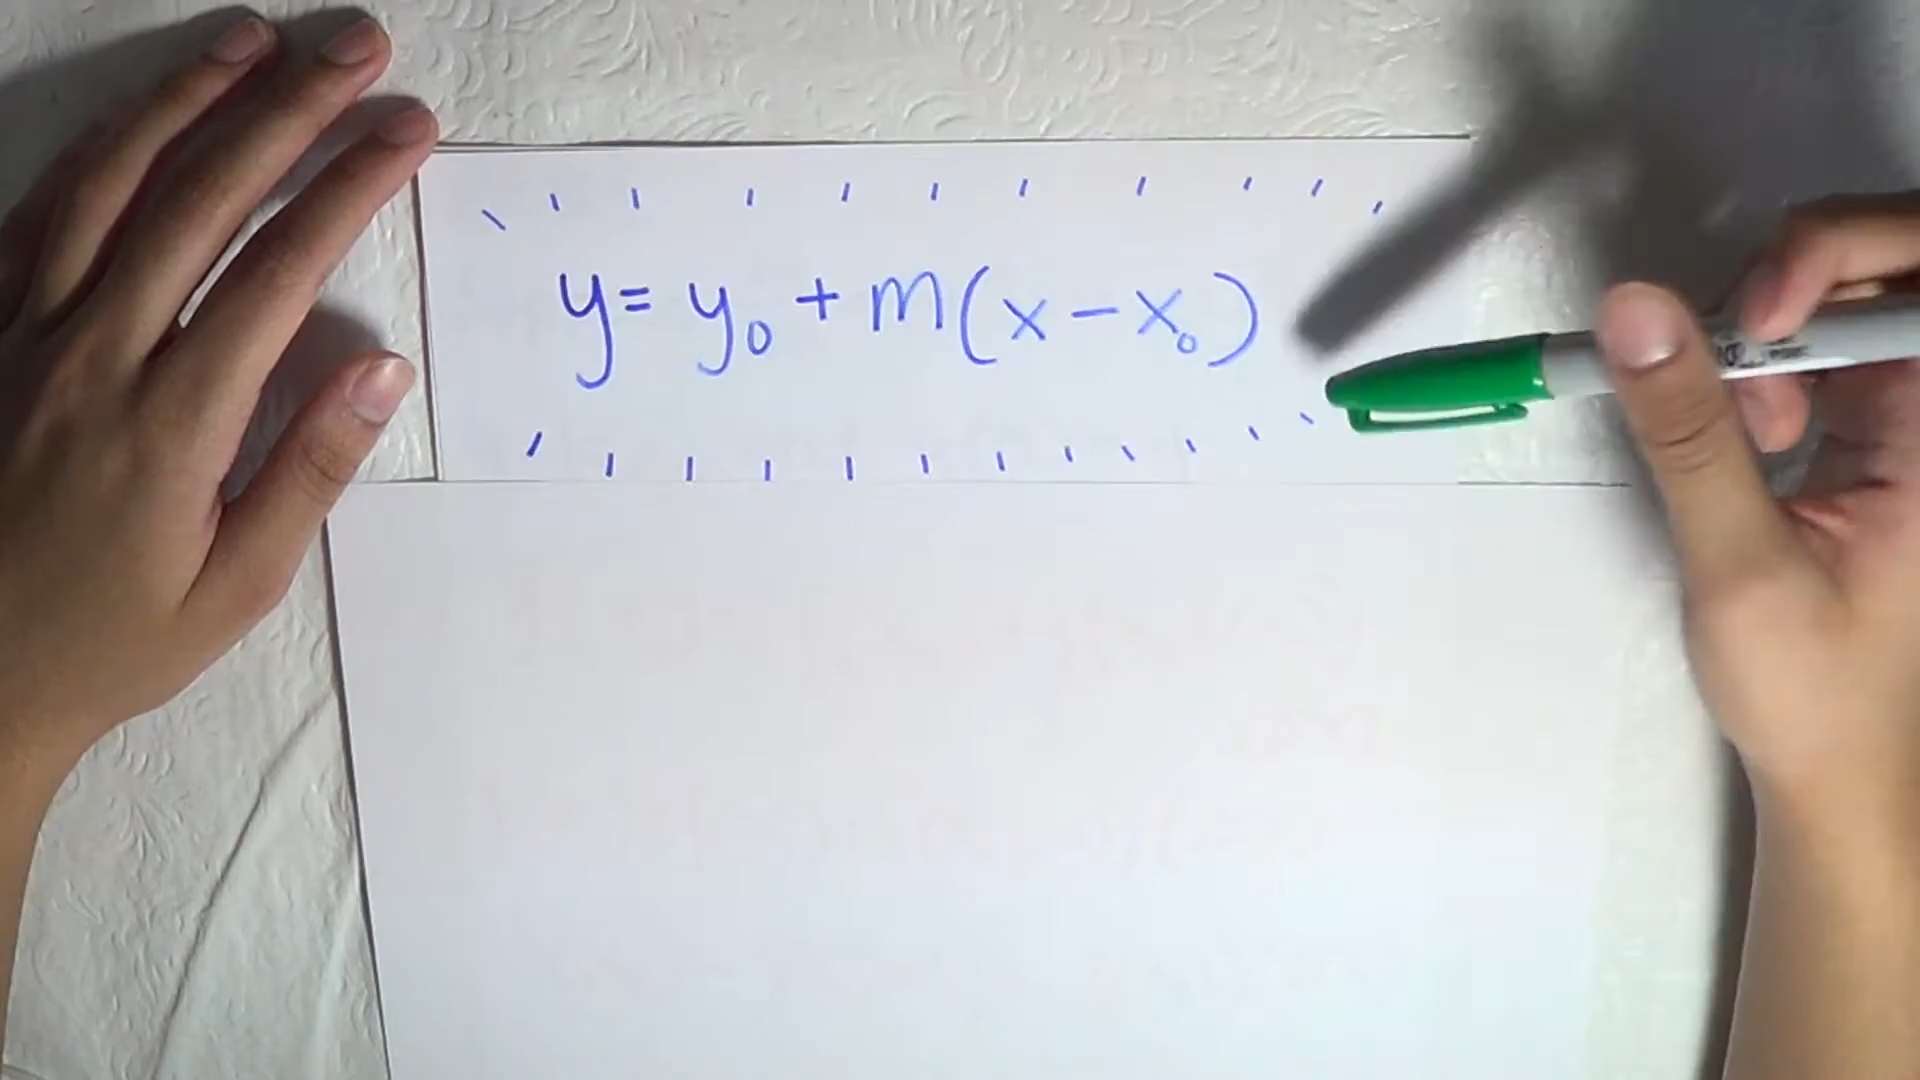 y = y₀ + m(x - x₀)